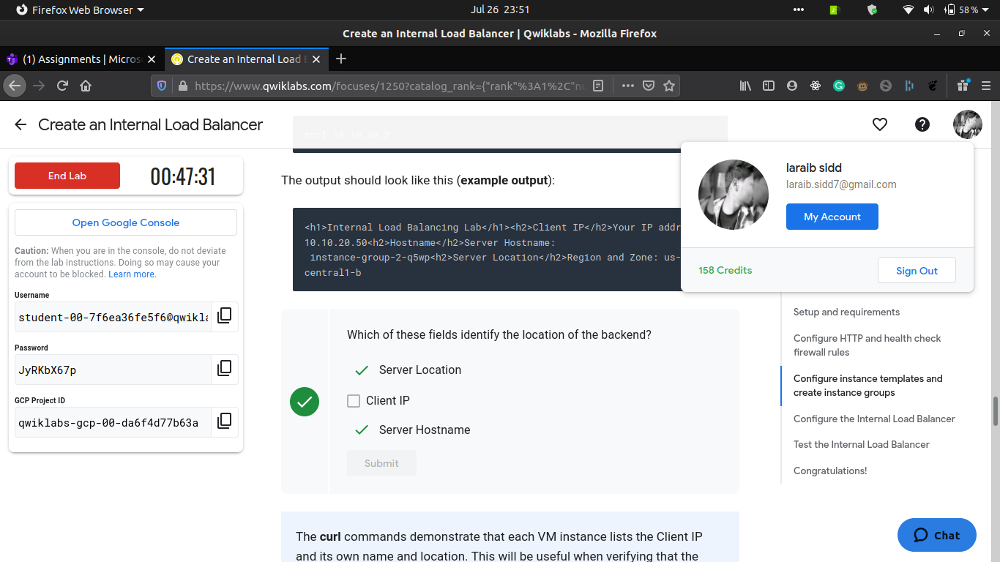 Firefox Web Browser
Jul 26 23:51
58 %
Create an Internal Load Balancer | Qwiklabs - Mozilla Firefox
(1) Assignments | Micros
Create an Internal Load
https://www.qwiklabs.com/focuses/1250?catalog_rank={"rank"%3A1%2C"nu
Create an Internal Load Balancer
End Lab
00:47:31
Open Google Console
Caution: When you are in the console, do not deviate
from the lab instructions. Doing so may cause your
account to be blocked. Learn more.
Username
student-00-7f6ea36fe5f6@qwikla
Password
JyRKbX67p
GCP Project ID
qwiklabs-gcp-00-da6f4d77b63a
curl 10.10.30.2
The output should look like this (example output):
<h1>Internal Load Balancing Lab</h1><h2>Client IP</h2>Your IP addr
10.10.20.50<h2>Hostname</h2>Server Hostname:
instance-group-2-q5wp<h2>Server Location</h2>Region and Zone: us-
central1-b
Which of these fields identify the location of the backend?
Server Location
Client IP
Server Hostname
Submit
The curl commands demonstrate that each VM instance lists the Client IP
and its own name and location. This will be useful when verifying that the
laraib sidd
laraib.sidd7@gmail.com
My Account
158 Credits
Sign Out
Setup and requirements
Configure HTTP and health check
firewall rules
Configure instance templates and
create instance groups
Configure the Internal Load Balancer
Test the Internal Load Balancer
Congratulations!
Chat